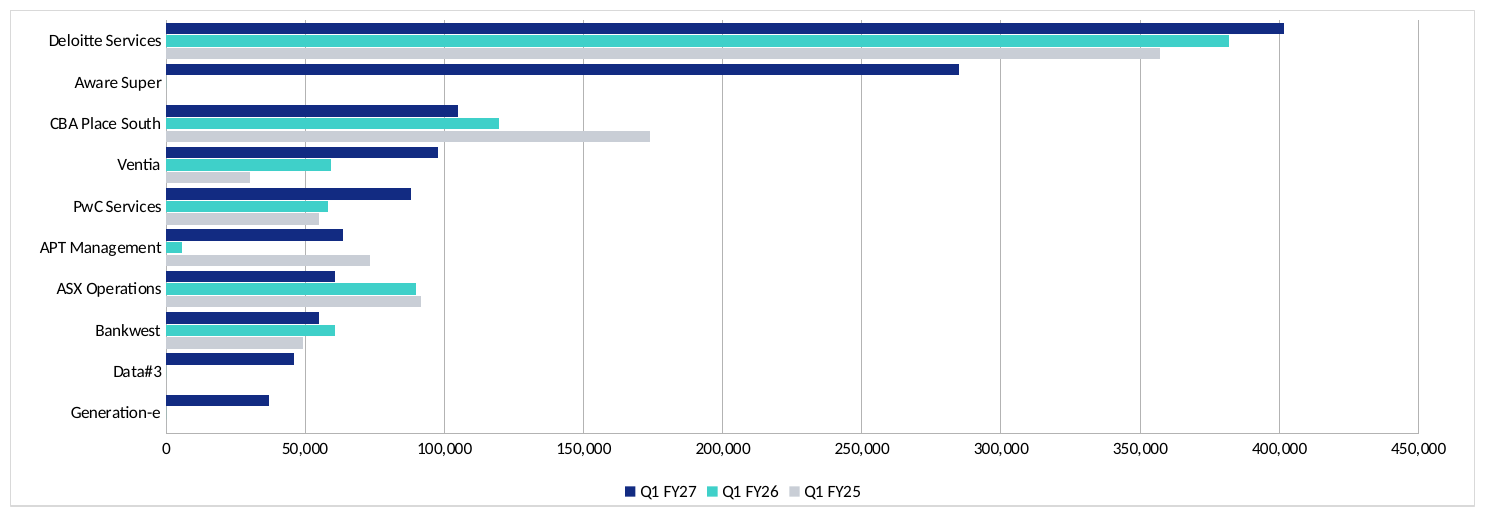 Deloitte Services
Aware Super
CBA Place South
Ventia
PwC Services
APT Management
ASX Operations
Bankwest
Data#3
Generation-e
0 50,000 100,000 150,000 200,000 250,000 300,000 350,000 400,000 450,000
Q1 FY27 Q1 FY26 Q1 FY25